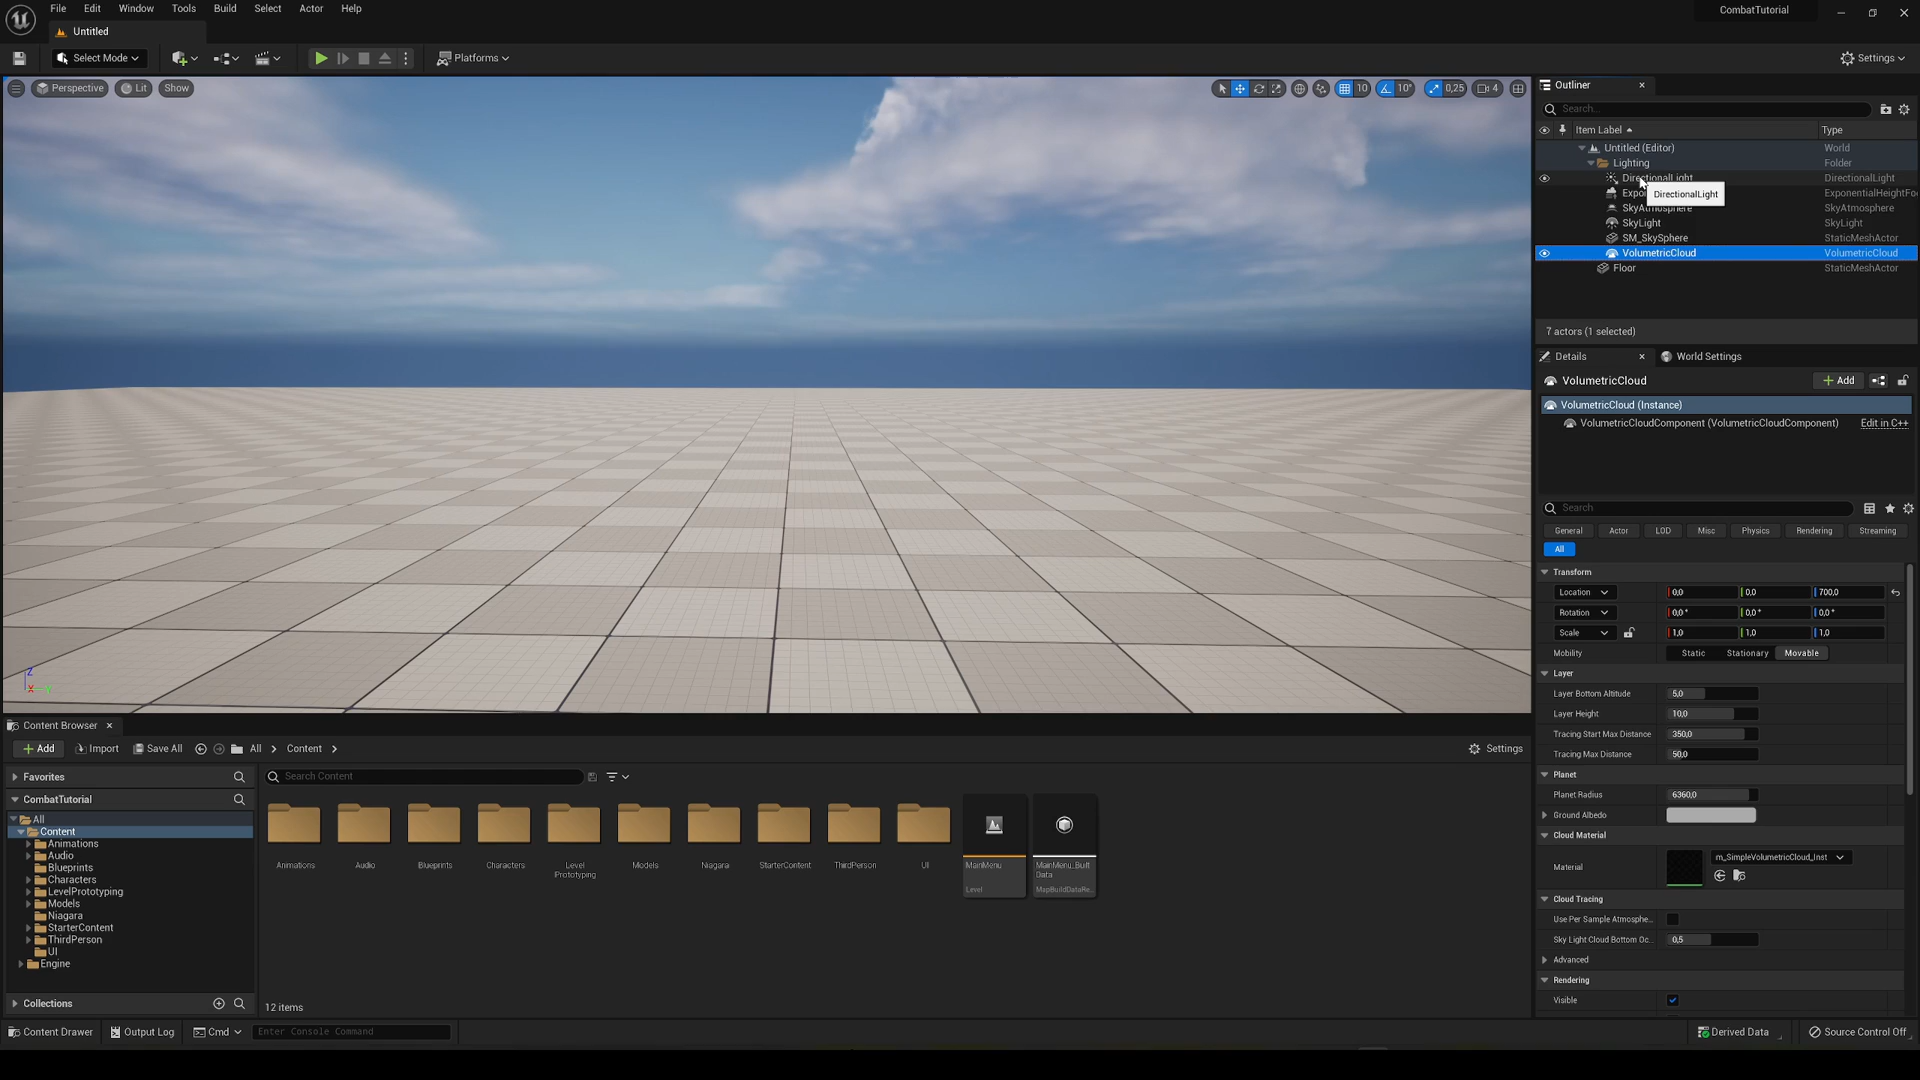 File Edit Window Tools Build Select Actor Help
CombatTutorial
Untitled
Select Mode
Platforms
Settings
Perspective Lit Show
10 10° 0,25 4
Outliner
Search...
Item Label Type
Untitled (Editor) World
Lighting Folder
DirectionalLight DirectionalLight
DirectionalLight
SkyAtmosphere SkyAtmosphere
SkyLight SkyLight
SM_SkySphere StaticMeshActor
VolumetricCloud VolumetricCloud
Floor StaticMeshActor
7 actors (1 selected)
Details World Settings
VolumetricCloud Add
VolumetricCloud (Instance)
VolumetricCloudComponent (VolumetricCloudComponent) Edit in C++
Search
General Actor LOD Misc Physics Rendering Streaming
All
Transform
Location 0,0 0,0 700,0
Rotation 0,0° 0,0° 0,0°
Scale 1,0 1,0 1,0
Mobility Static Stationary Movable
Layer
Layer Bottom Altitude 5,0
Layer Height 10,0
Tracing Start Max Distance 350,0
Tracing Max Distance 50,0
Planet
Planet Radius 6360,0
Ground Albedo
Cloud Material
Material m_SimpleVolumetricCloud_Inst
Cloud Tracing
Use Per Sample Atmosphe...
Sky Light Cloud Bottom Oc... 0,5
Advanced
Rendering
Visible
Z X Y
Content Browser
Add Import Save All All Content Settings
Favorites
CombatTutorial
All
Content
Animations
Audio
Blueprints
Characters
LevelPrototyping
Models
Niagara
StarterContent
ThirdPerson
UI
Engine
Collections
Search Content
Animations Audio Blueprints Characters Level Prototyping Models Niagara StarterContent ThirdPerson UI
MainMenu
Level
MainMenu_Built Data
MapBuildDataRe...
12 items
Content Drawer Output Log Cmd Enter Console Command
Derived Data Source Control Off